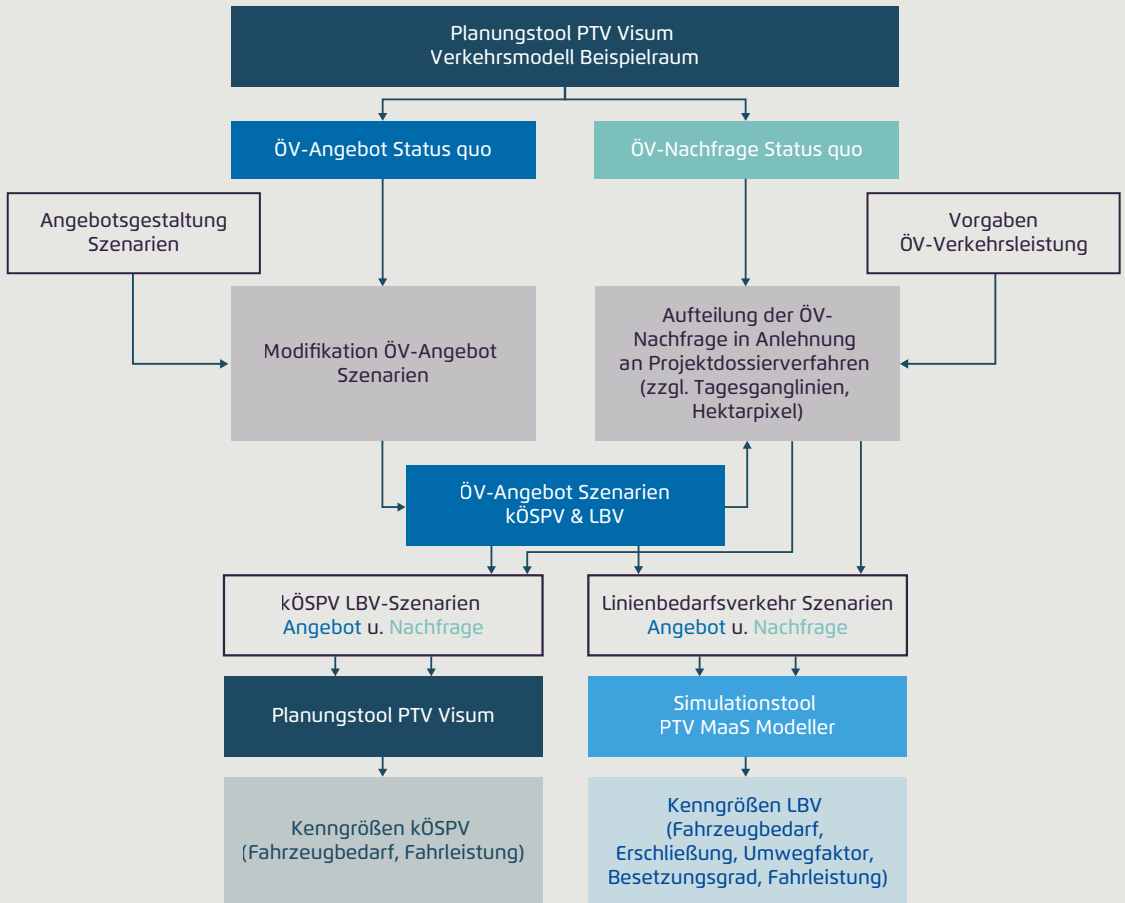 Planungstool PTV Visum
Verkehrsmodell Beispielraum
ÖV-Angebot Status quo
ÖV-Nachfrage Status quo
Angebotsgestaltung
Szenarien
Vorgaben
ÖV-Verkehrsleistung
Modifikation ÖV-Angebot
Szenarien
Aufteilung der ÖV-
Nachfrage in Anlehnung
an Projektdossierverfahren
(zzgl. Tagesganglinien,
Hektarpixel)
ÖV-Angebot Szenarien
kÖSPV & LBV
kÖSPV LBV-Szenarien
Angebot u. Nachfrage
Linienbedarfsverkehr Szenarien
Angebot u. Nachfrage
Planungstool PTV Visum
Simulationstool
PTV MaaS Modeller
Kenngrößen kÖSPV
(Fahrzeugbedarf, Fahrleistung)
Kenngrößen LBV
(Fahrzeugbedarf,
Erschließung, Umwegfaktor,
Besetzungsgrad, Fahrleistung)